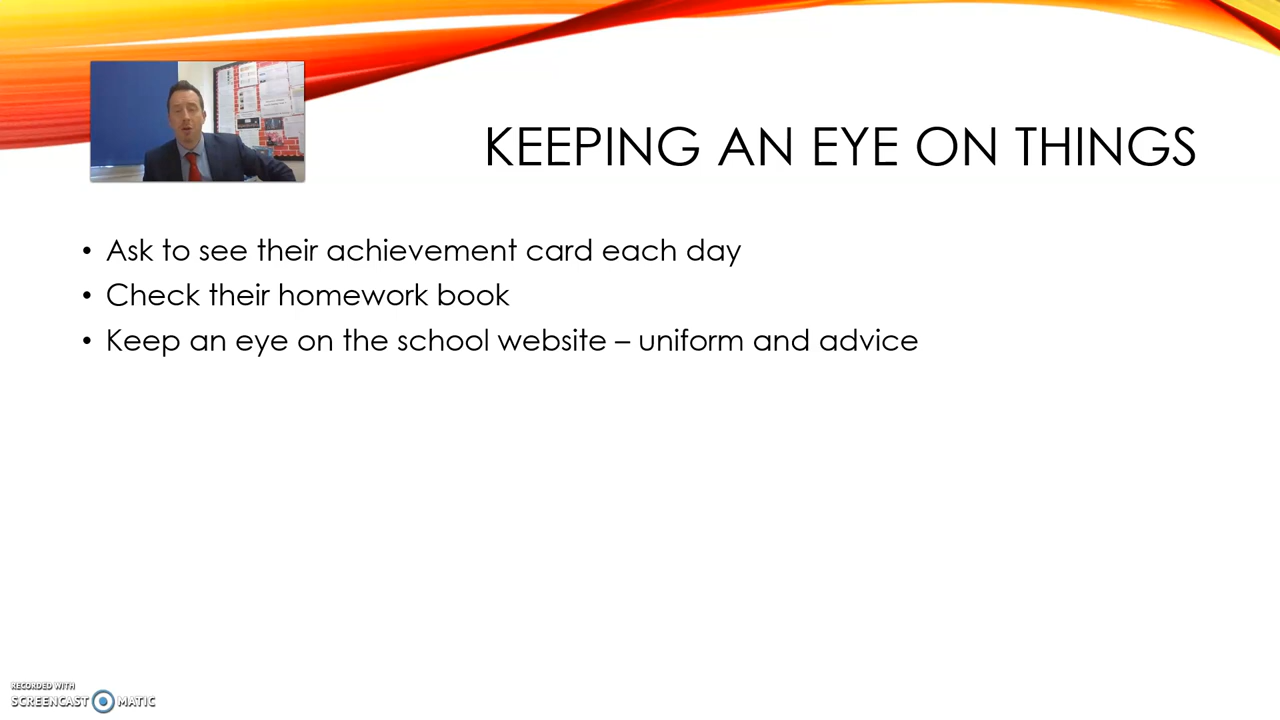 KEEPING AN EYE ON THINGS
• Ask to see their achievement card each day
• Check their homework book
• Keep an eye on the school website – uniform and advice
RECORDED WITH
SCREENCAST MATIC